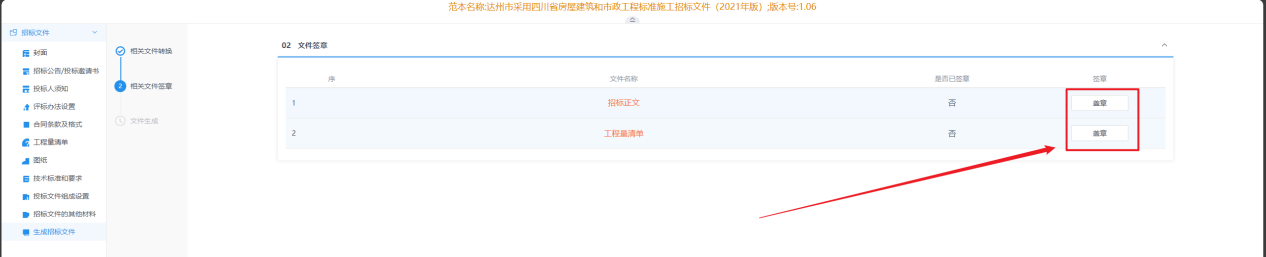 范本名称:达州市采用四川省房屋建筑和市政工程标准施工招标文件（2021年版）;版本号:1.06
招标文件
封面
招标公告/投标邀请书
投标人须知
评标办法设置
合同条款及格式
工程量清单
图纸
技术标准和要求
投标文件组成设置
招标文件的其他材料
生成招标文件
相关文件转换
2 相关文件签章
文件生成
02 文件签章
序 文件名称 是否已签章 签章
1 招标正文 否 盖章
2 工程量清单 否 盖章